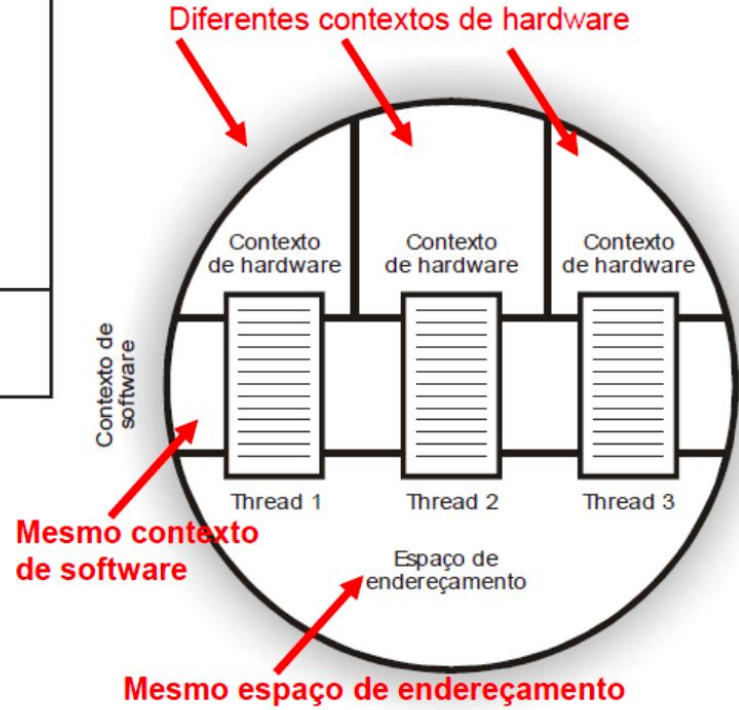 Diferentes contextos de hardware
Contexto
de hardware
Contexto
de hardware
Contexto
de hardware
Contexto de
software
Thread 1
Thread 2
Thread 3
Mesmo contexto
de software
Espaço de
endereçamento
Mesmo espaço de endereçamento